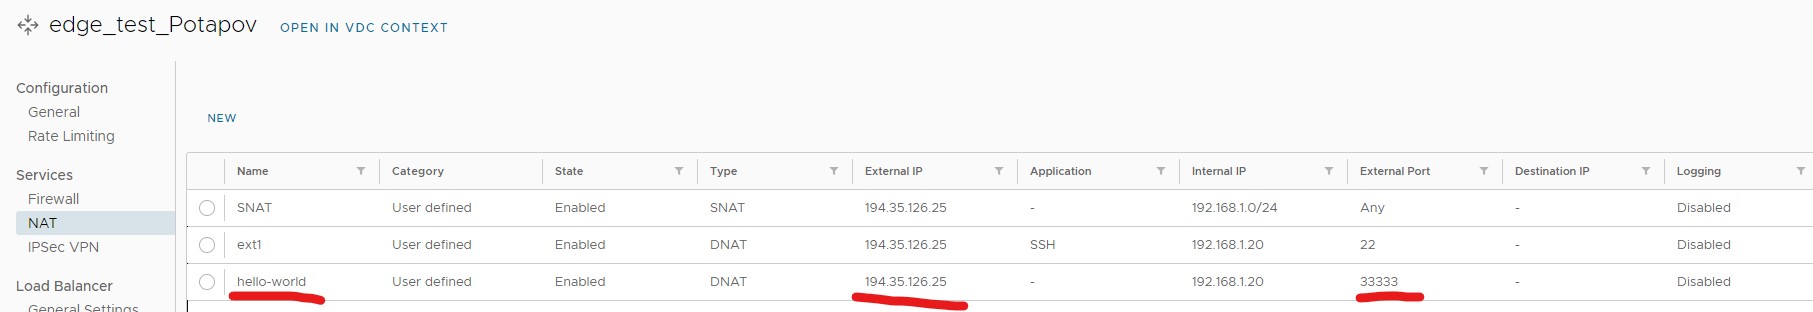 edge_test_Potapov OPEN IN VDC CONTEXT
Configuration
General
Rate Limiting
Services
Firewall
NAT
IPSec VPN
Load Balancer
General Settings
NEW
Name Category State Type External IP Application Internal IP External Port Destination IP Logging
SNAT User defined Enabled SNAT 194.35.126.25 - 192.168.1.0/24 Any - Disabled
ext1 User defined Enabled DNAT 194.35.126.25 SSH 192.168.1.20 22 - Disabled
hello-world User defined Enabled DNAT 194.35.126.25 - 192.168.1.20 33333 - Disabled